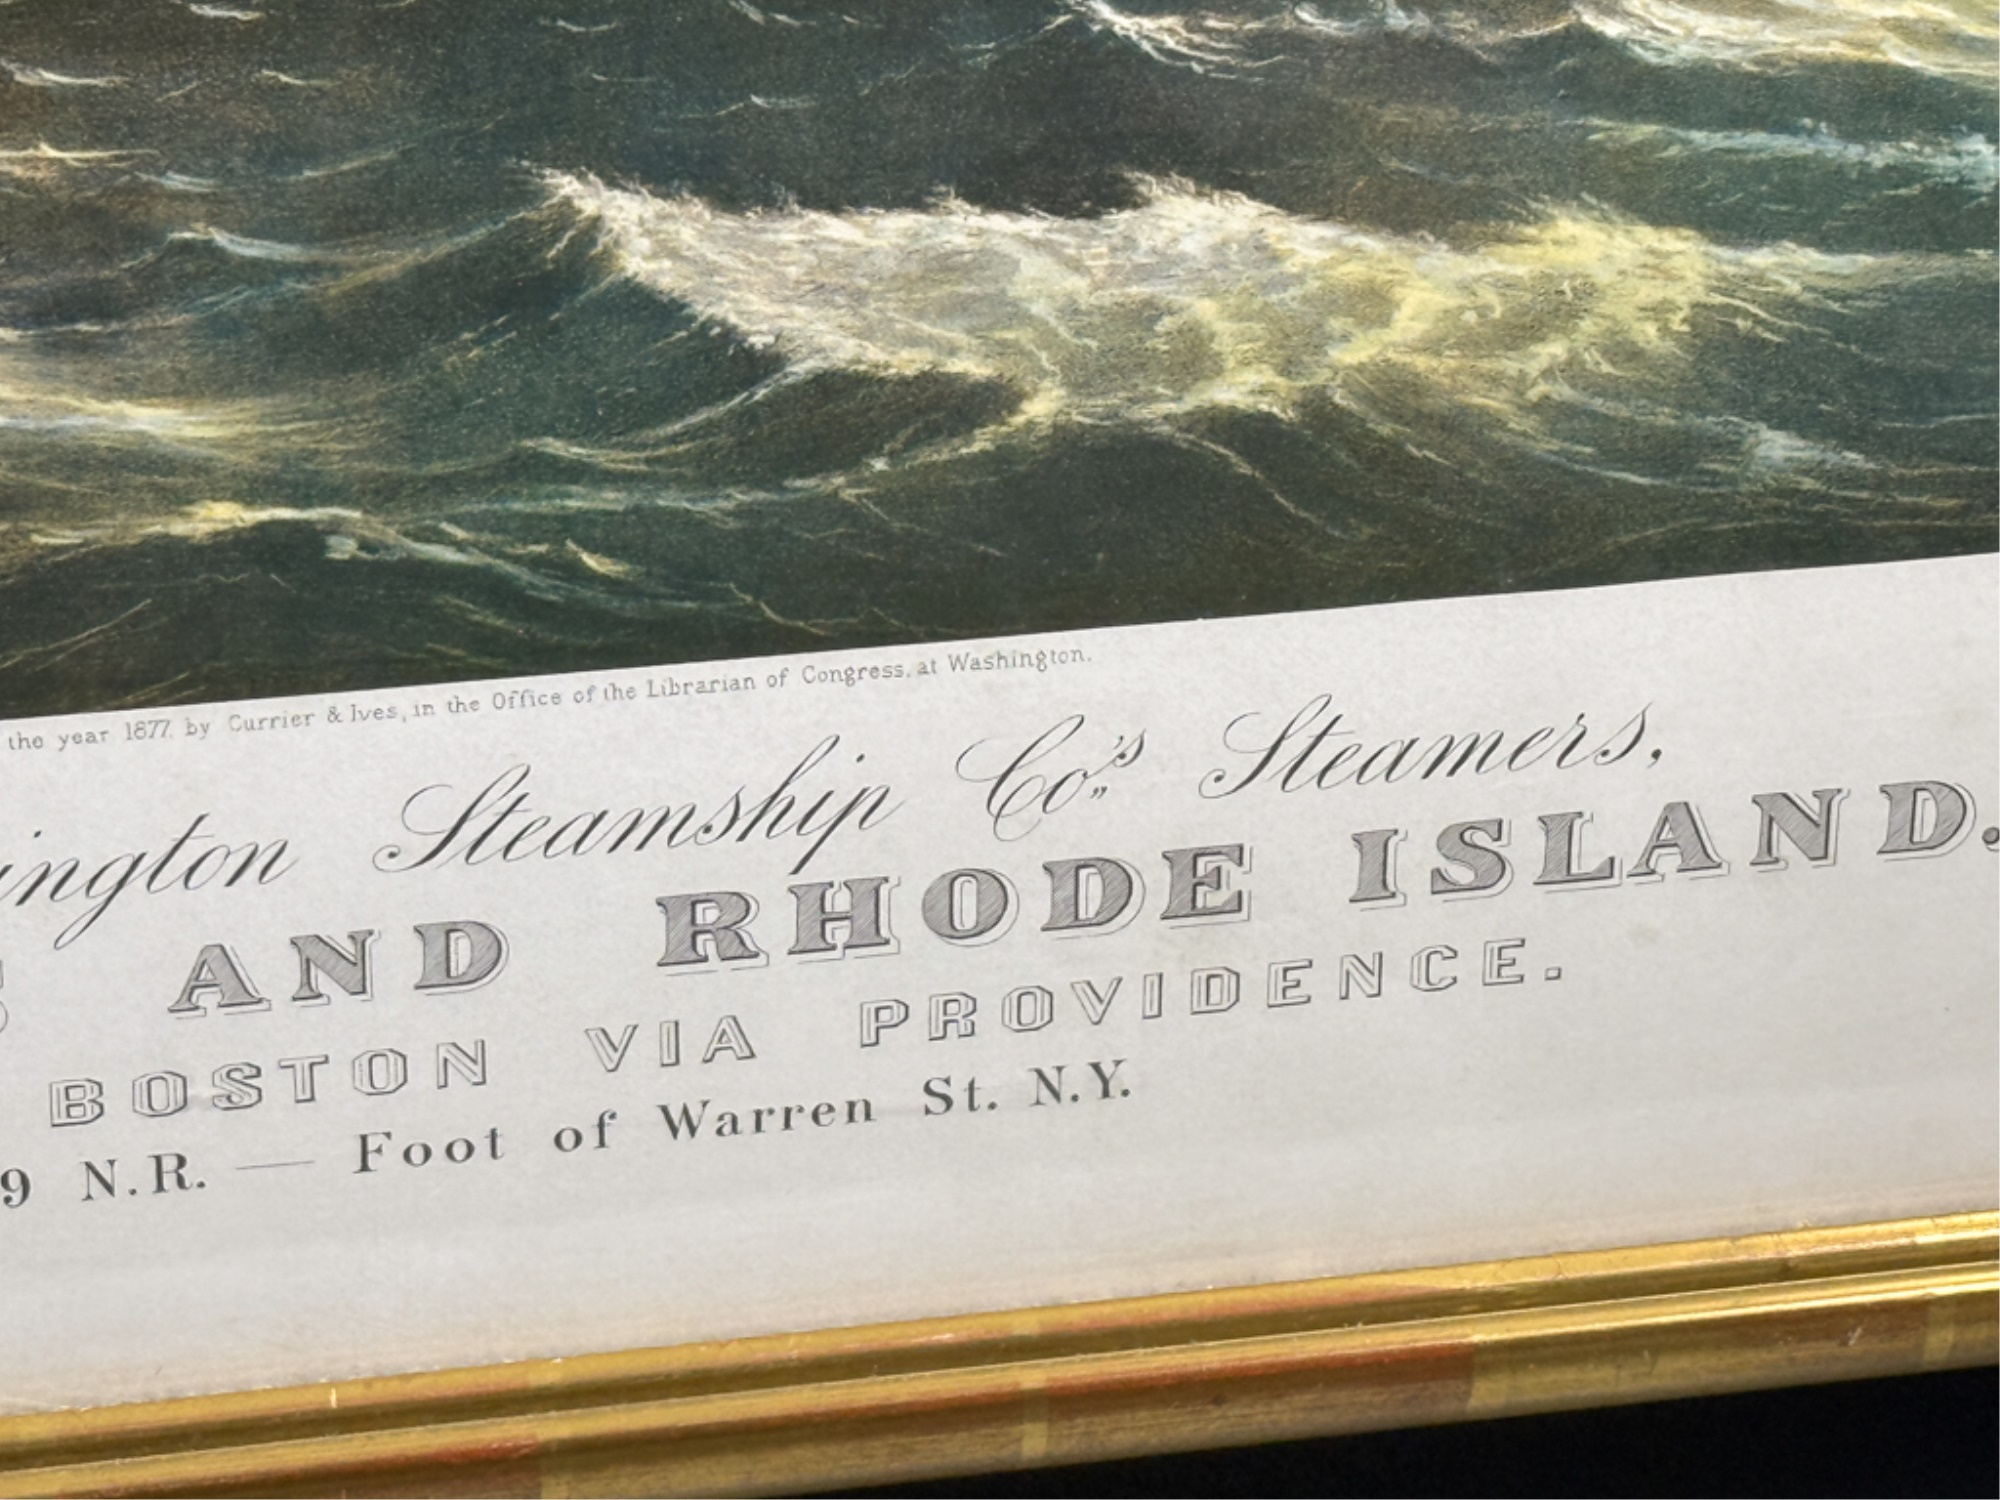 the year 1877, by Currier & Ives, in the Office of the Librarian of Congress, at Washington.
ington Steamship Co's Steamers,
S AND RHODE ISLAND.
BOSTON VIA PROVIDENCE.
9 N.R. — Foot of Warren St. N.Y.